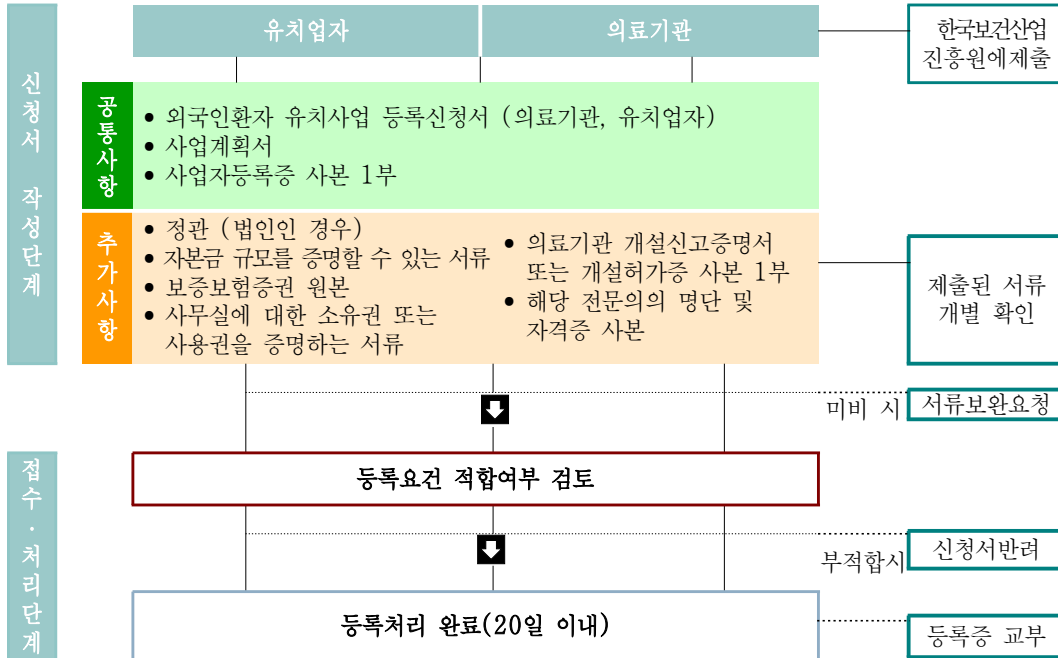 유치업자
의료기관
한국보건산업
진흥원에제출
신청서 작성단계
공통사항
● 외국인환자 유치사업 등록신청서 (의료기관, 유치업자)
● 사업계획서
● 사업자등록증 사본 1부
추가사항
● 정관 (법인인 경우)
● 자본금 규모를 증명할 수 있는 서류
● 보증보험증권 원본
● 사무실에 대한 소유권 또는
사용권을 증명하는 서류
● 의료기관 개설신고증명서
또는 개설허가증 사본 1부
● 해당 전문의의 명단 및
자격증 사본
제출된 서류
개별 확인
미비 시
서류보완요청
접수·처리단계
등록요건 적합여부 검토
부적합시
신청서반려
등록처리 완료(20일 이내)
등록증 교부